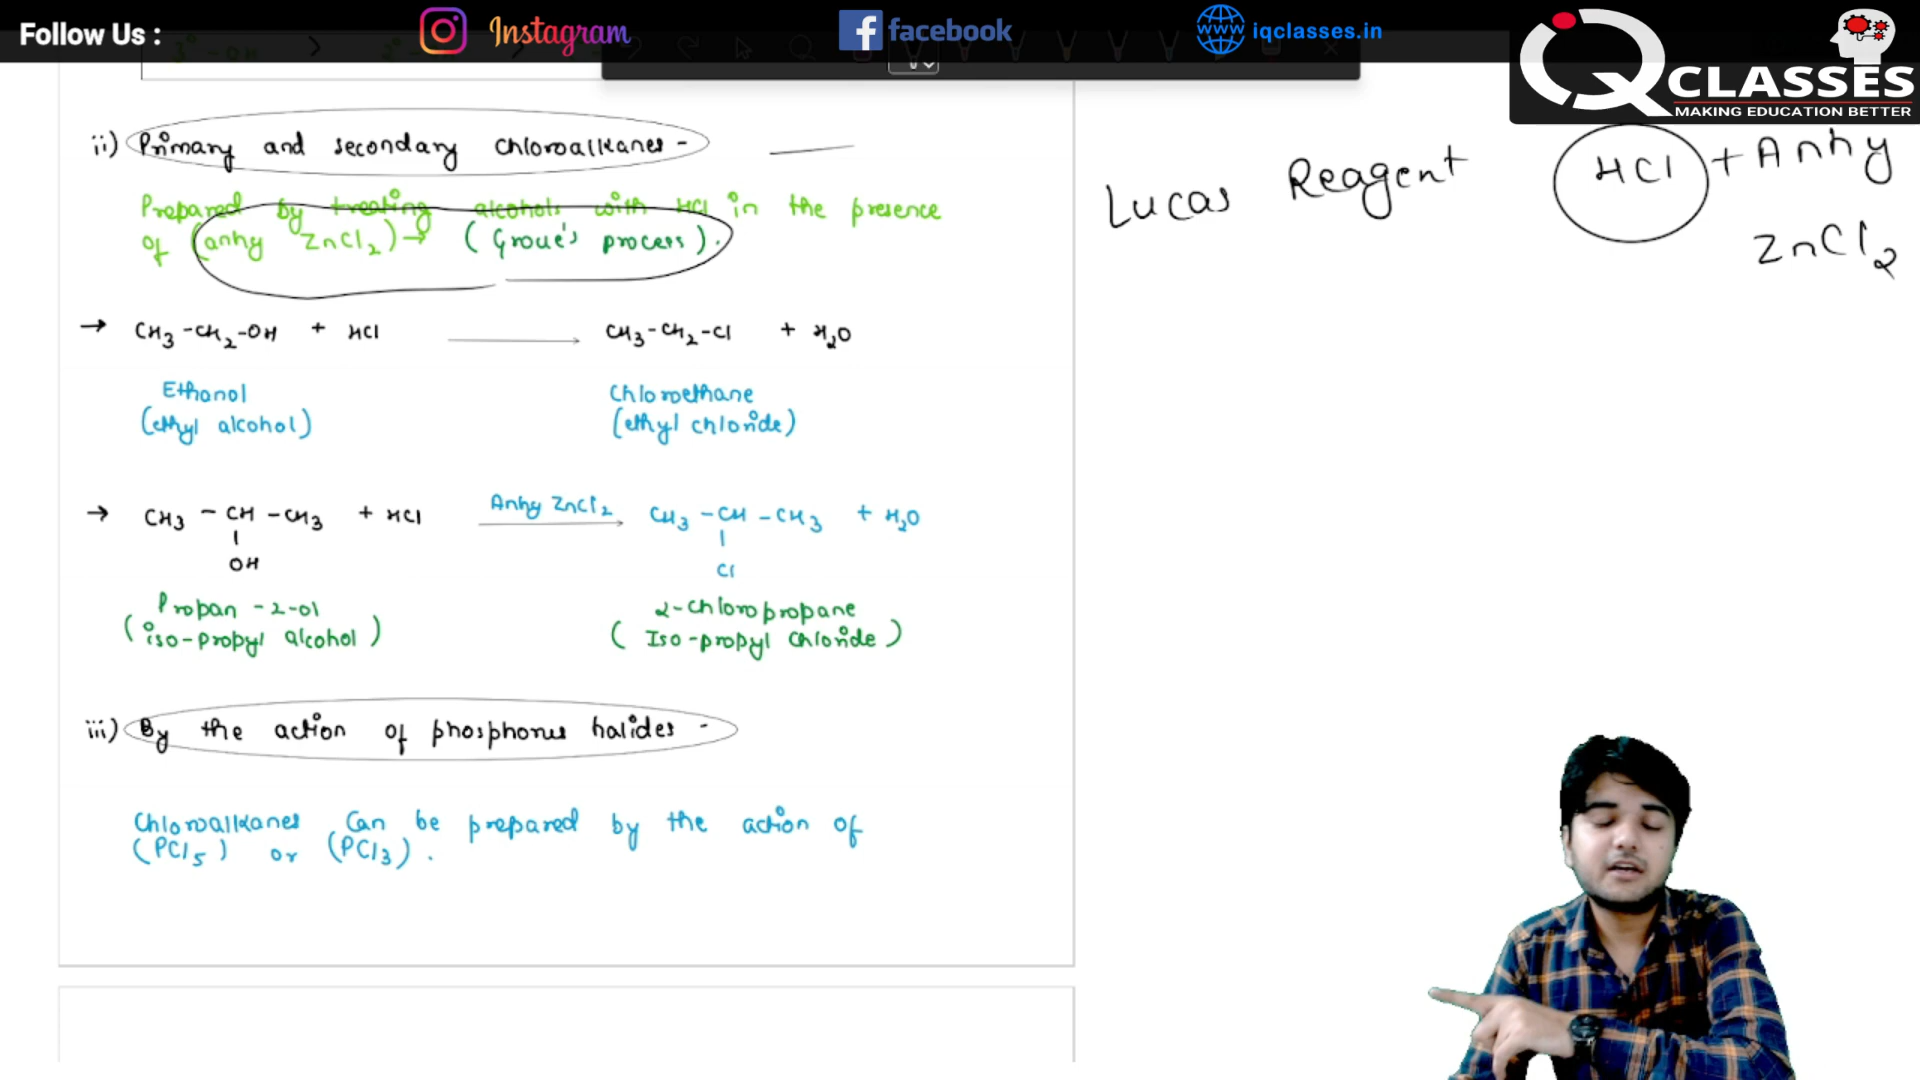 Follow Us :
Instagram
facebook
www iqclasses.in
IQ CLASSES
MAKING EDUCATION BETTER
ii) Primary and secondary Chloroalkanes -
Prepared by treating alcohols with HCl in the presence
of (anhy ZnCl2) → (Grove's process).
→ CH3-CH2-OH + HCl → CH3-CH2-Cl + H2O
Ethanol Chloroethane
(ethyl alcohol) (ethyl chloride)
Anhy ZnCl2
→ CH3 - CH - CH3 + HCl → CH3 - CH - CH3 + H2O
OH Cl
Propan -2-ol 2-chloropropane
(iso-propyl alcohol) (Iso-propyl chloride)
iii) By the action of phosphorus halides -
Chloroalkanes Can be prepared by the action of
(PCl5) or (PCl3).
Lucas Reagent HCl + Anhy
ZnCl2